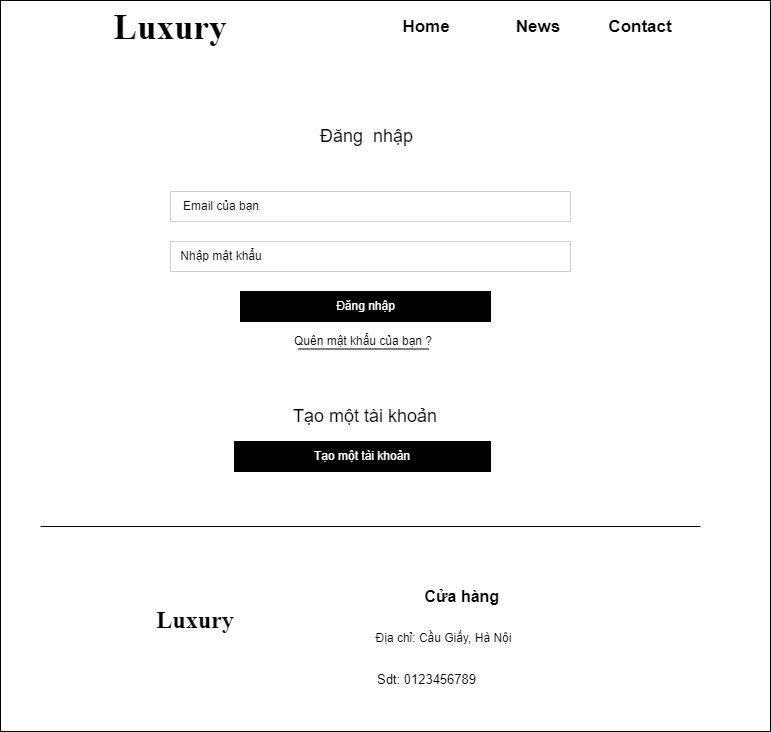 Luxury Home News Contact
Đăng nhập
Email của bạn
Nhập mật khẩu
Đăng nhập
Quên mật khẩu của bạn ?
Tạo một tài khoản
Tạo một tài khoản
Cửa hàng
Luxury
Địa chỉ: Cầu Giấy, Hà Nội
Sdt: 0123456789